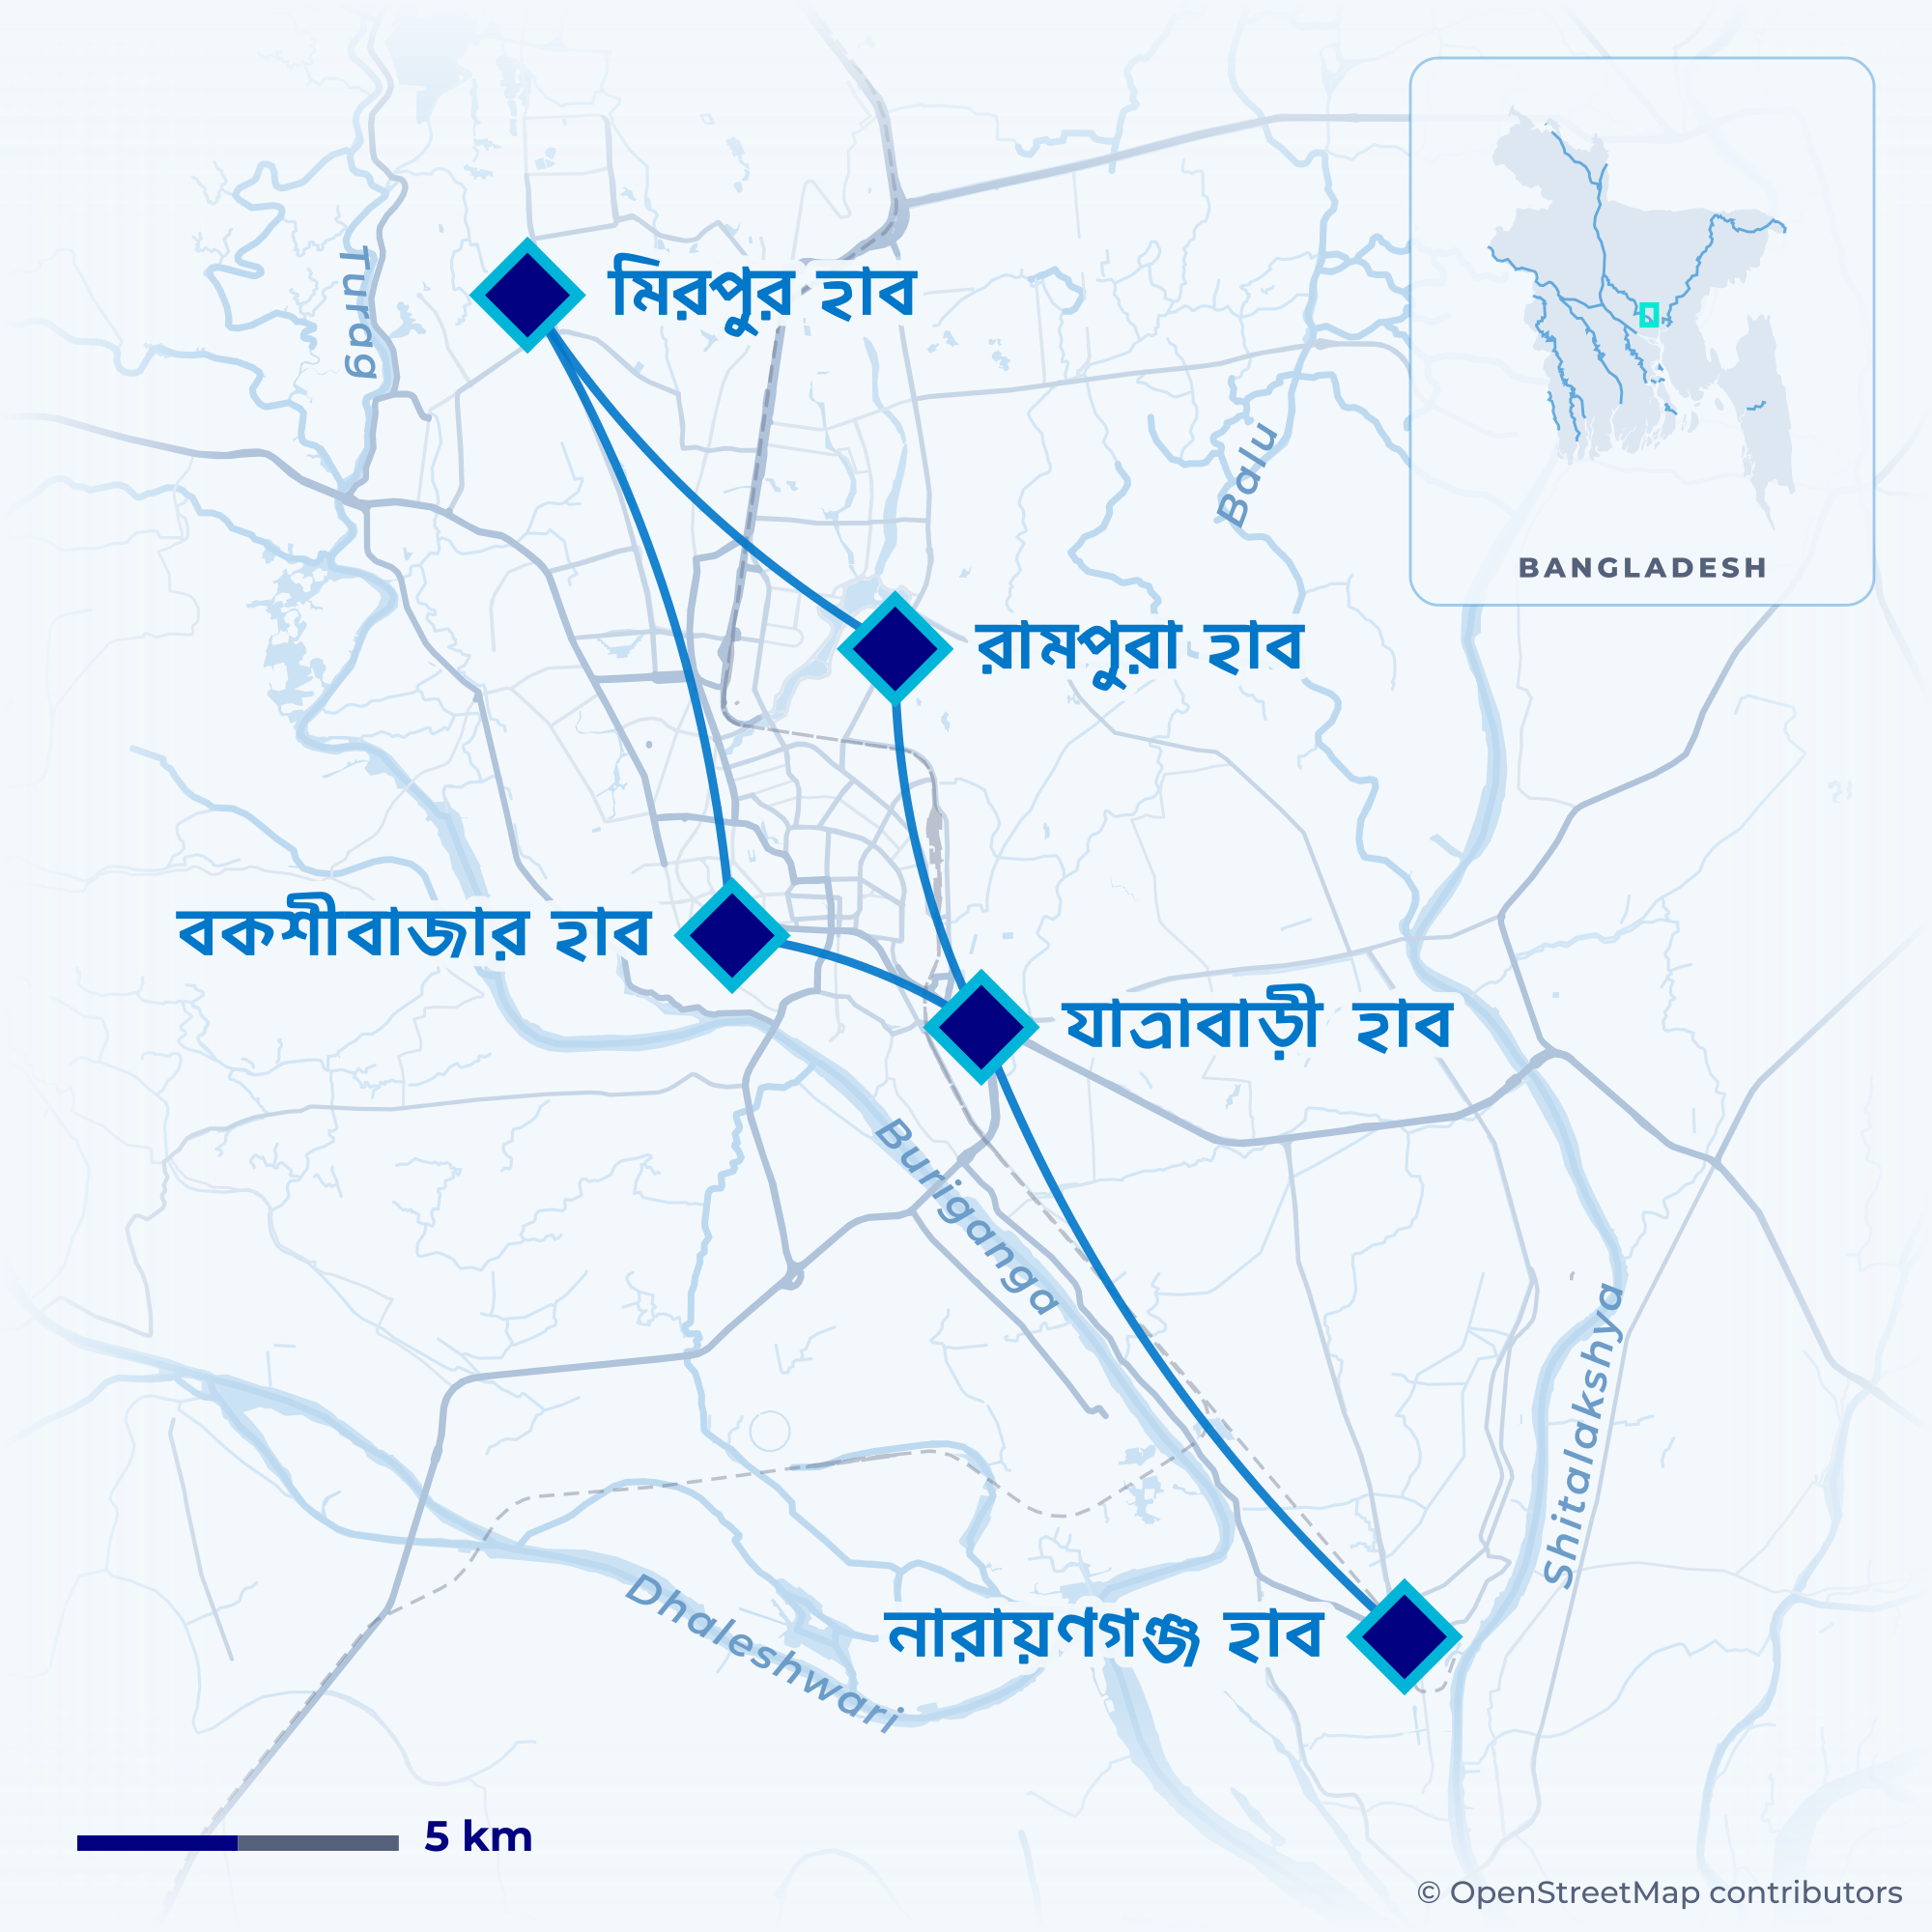 মিরপুর হাব
Turag
Balu
BANGLADESH
রামপুরা হাব
বকশীবাজার হাব
যাত্রাবাড়ী হাব
Buriganga
Shitalakshya
নারায়ণগঞ্জ হাব
Dhaleshwari
5 km
© OpenStreetMap contributors